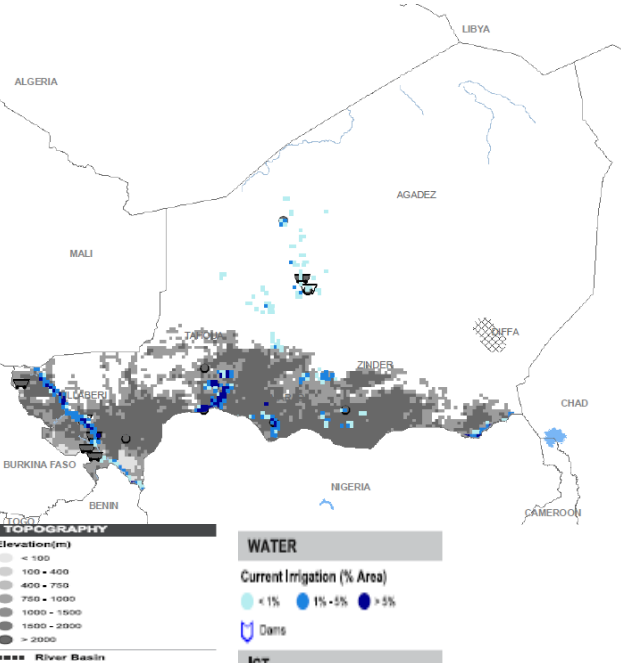 LIBYA
ALGERIA
AGADEZ
MALI
DIFFA
ZINDER
CHAD
BURKINA FASO
NIGERIA
BENIN
CAMEROON
TOGO
TOPOGRAPHY
Elevation(m)
< 100
100 - 400
400 - 750
750 - 1000
1000 - 1500
1500 - 2000
> 2000
River Basin
WATER
Current Irrigation (% Area)
< 1%
1% - 5%
> 5%
Dams